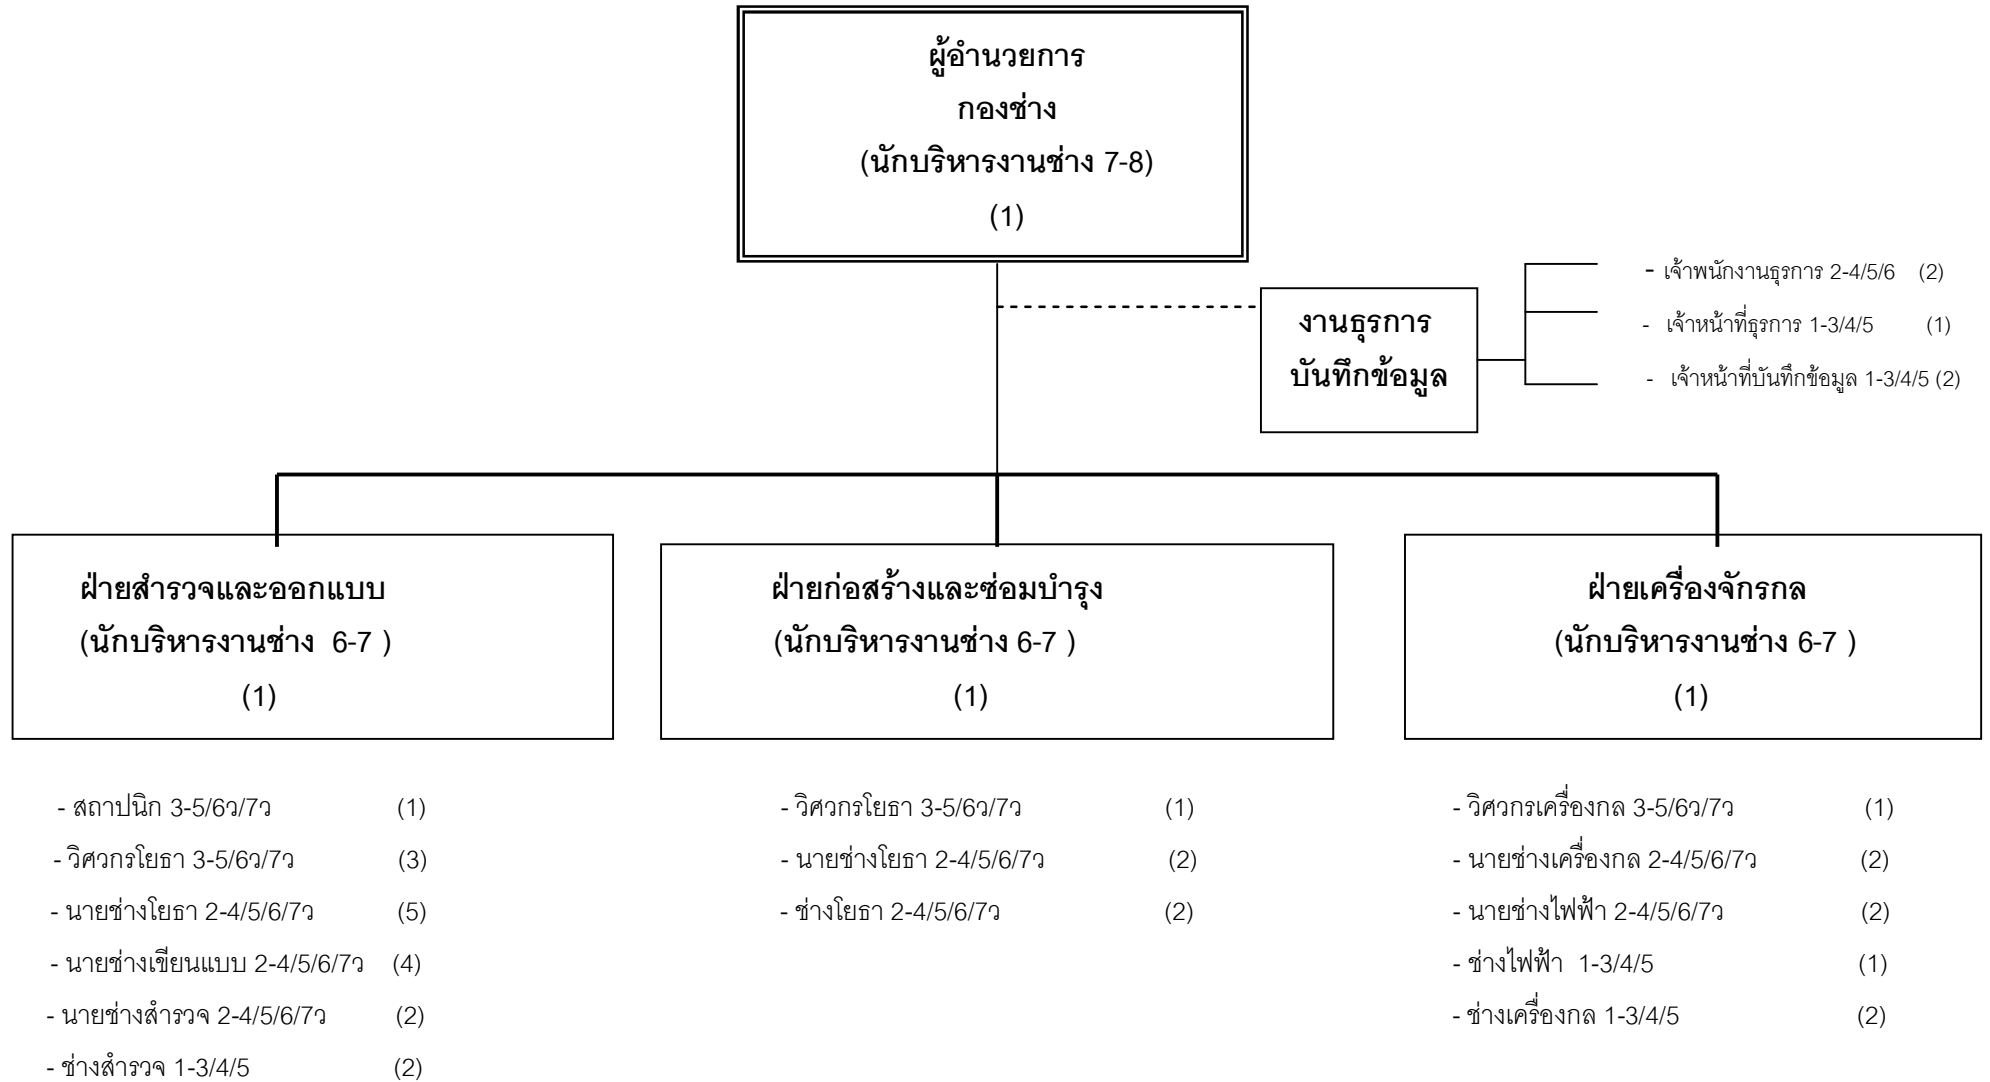 ผู้อำนวยการ
กองช่าง
(นักบริหารงานช่าง 7-8)
(1)
- เจ้าพนักงานธุรการ 2-4/5/6 (2)
- เจ้าหน้าที่ธุรการ 1-3/4/5 (1)
- เจ้าหน้าที่บันทึกข้อมูล 1-3/4/5 (2)
งานธุรการ
บันทึกข้อมูล
ฝ่ายสำรวจและออกแบบ
(นักบริหารงานช่าง 6-7 )
(1)
- สถาปนิก 3-5/6ว/7ว (1)
- วิศวกรโยธา 3-5/6ว/7ว (3)
- นายช่างโยธา 2-4/5/6/7ว (5)
- นายช่างเขียนแบบ 2-4/5/6/7ว (4)
- นายช่างสำรวจ 2-4/5/6/7ว (2)
- ช่างสำรวจ 1-3/4/5 (2)
ฝ่ายก่อสร้างและซ่อมบำรุง
(นักบริหารงานช่าง 6-7 )
(1)
- วิศวกรโยธา 3-5/6ว/7ว (1)
- นายช่างโยธา 2-4/5/6/7ว (2)
- ช่างโยธา 2-4/5/6/7ว (2)
ฝ่ายเครื่องจักรกล
(นักบริหารงานช่าง 6-7 )
(1)
- วิศวกรเครื่องกล 3-5/6ว/7ว (1)
- นายช่างเครื่องกล 2-4/5/6/7ว (2)
- นายช่างไฟฟ้า 2-4/5/6/7ว (2)
- ช่างไฟฟ้า 1-3/4/5 (1)
- ช่างเครื่องกล 1-3/4/5 (2)